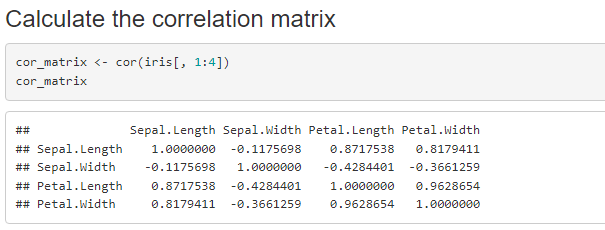 Calculate the correlation matrix
cor_matrix <- cor(iris[, 1:4])
cor_matrix
##              Sepal.Length Sepal.Width Petal.Length Petal.Width
## Sepal.Length    1.0000000  -0.1175698    0.8717538   0.8179411
## Sepal.Width    -0.1175698   1.0000000   -0.4284401  -0.3661259
## Petal.Length    0.8717538  -0.4284401    1.0000000   0.9628654
## Petal.Width     0.8179411  -0.3661259    0.9628654   1.0000000